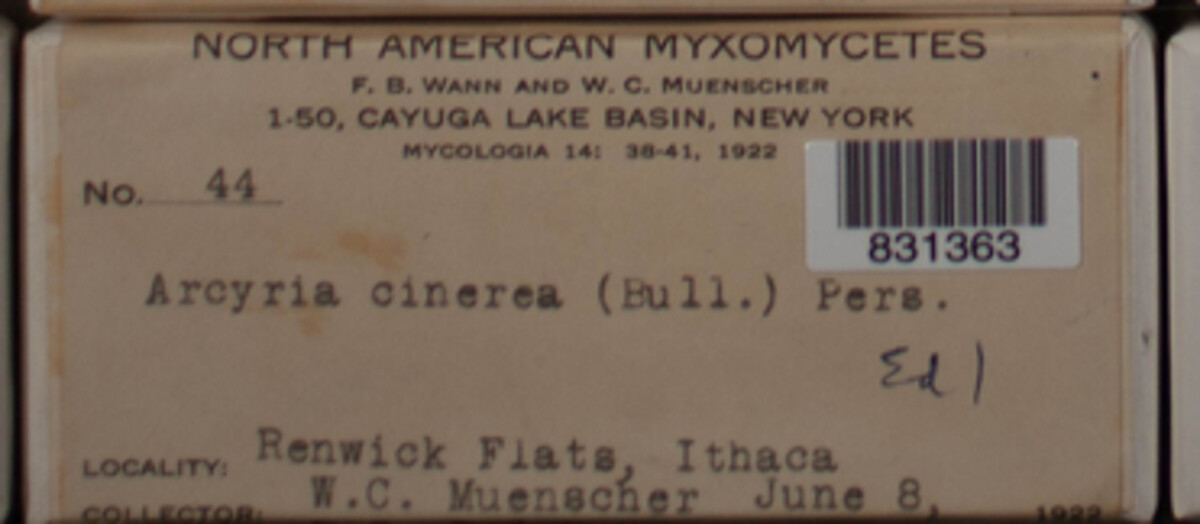 NORTH AMERICAN MYXOMYCETES
F. B. WANN AND W. C. MUENSCHER
1-50, CAYUGA LAKE BASIN, NEW YORK
MYCOLOGIA 14: 38-41, 1922
No. 44
831363
Arcyria cinerea (Bull.) Pers.
Ed 1
LOCALITY: Renwick Flats, Ithaca
COLLECTOR: W.C. Muenscher June 8, 1922